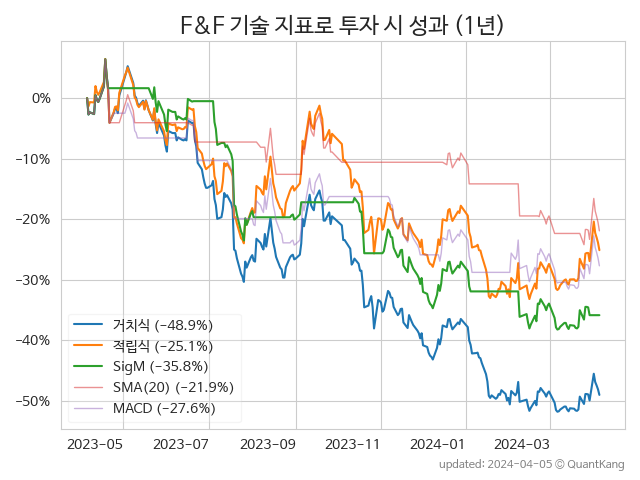 F&F 기술 지표로 투자 시 성과 (1년)
0%
−10%
−20%
−30%
−40%
−50%
거치식 (−48.9%)
적립식 (−25.1%)
SigM (−35.8%)
SMA(20) (−21.9%)
MACD (−27.6%)
2023-05
2023-07
2023-09
2023-11
2024-01
2024-03
updated: 2024-04-05 © QuantKang